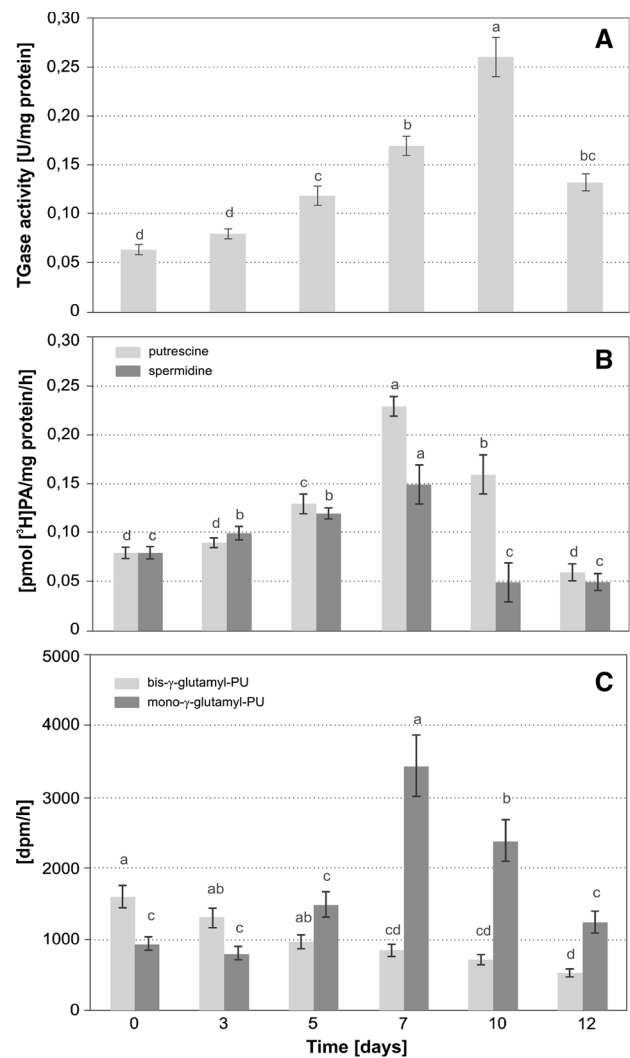 A
TGase activity [U/mg protein]
0,30
0,25
0,20
0,15
0,10
0,05
0
d
d
c
b
a
bc
B
[pmol [³H]PA/mg protein/h]
putrescine
spermidine
0,30
0,25
0,20
0,15
0,10
0,05
0
d c
d b
c b
a a
b c
d c
C
[dpm/h]
bis-γ-glutamyl-PU
mono-γ-glutamyl-PU
5000
4000
3000
2000
1000
0
a c
ab c
ab c
cd a
cd b
d c
0 3 5 7 10 12
Time [days]